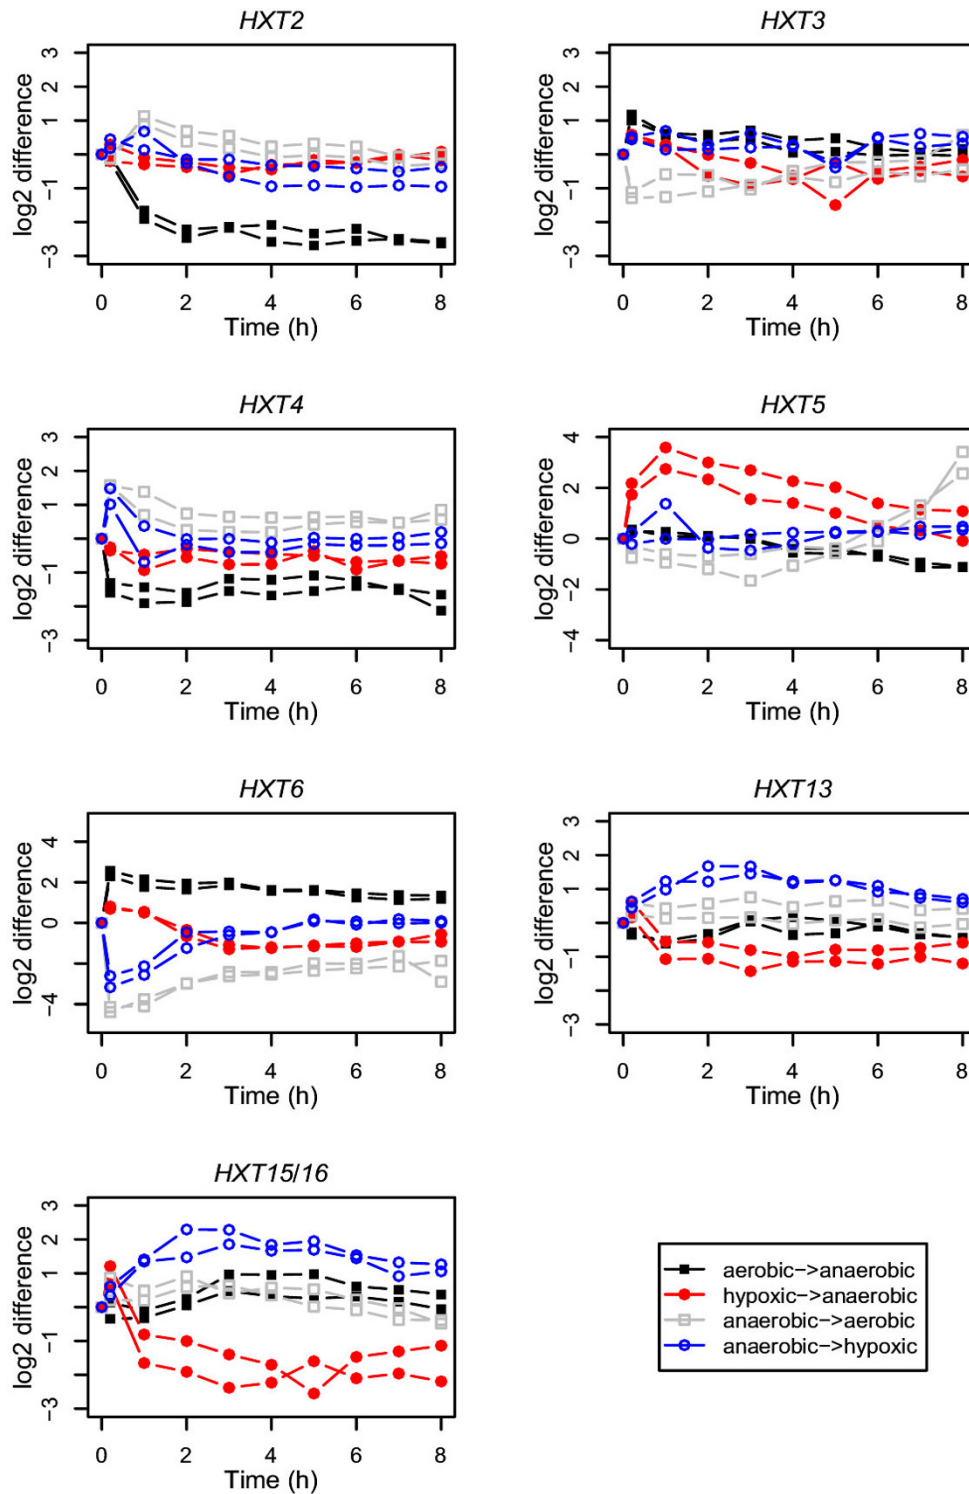 HXT2
log2 difference
3
2
1
−1
−3
0 2 4 6 8
Time (h)
HXT3
log2 difference
3
2
1
−1
−3
0 2 4 6 8
Time (h)
HXT4
log2 difference
3
2
1
−1
−3
0 2 4 6 8
Time (h)
HXT5
log2 difference
4
2
0
−2
−4
0 2 4 6 8
Time (h)
HXT6
log2 difference
4
2
0
−4
0 2 4 6 8
Time (h)
HXT13
log2 difference
3
2
1
−1
−3
0 2 4 6 8
Time (h)
HXT15/16
log2 difference
3
2
1
−1
−3
0 2 4 6 8
Time (h)
aerobic->anaerobic
hypoxic->anaerobic
anaerobic->aerobic
anaerobic->hypoxic